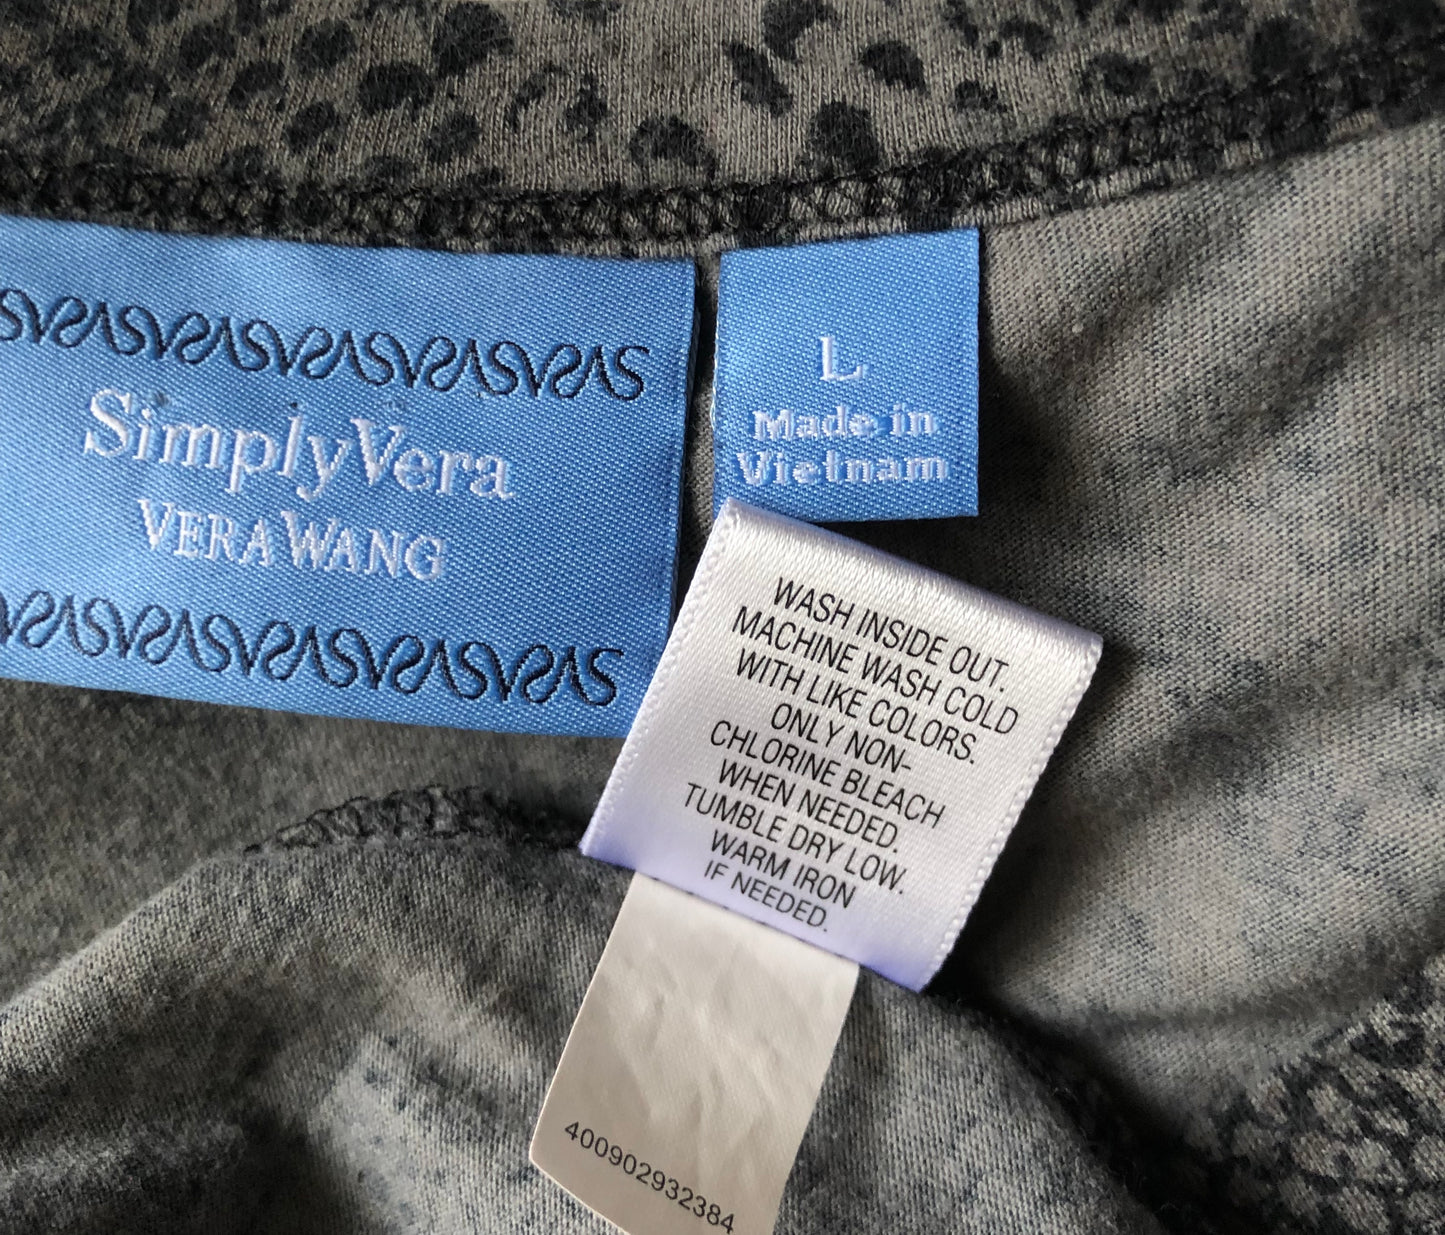 SimplyVera
VERA WANG
L
Made in
Vietnam
WASH INSIDE OUT.
MACHINE WASH COLD
WITH LIKE COLORS.
ONLY NON-
CHLORINE BLEACH
WHEN NEEDED.
TUMBLE DRY LOW.
WARM IRON
IF NEEDED.
400902932384